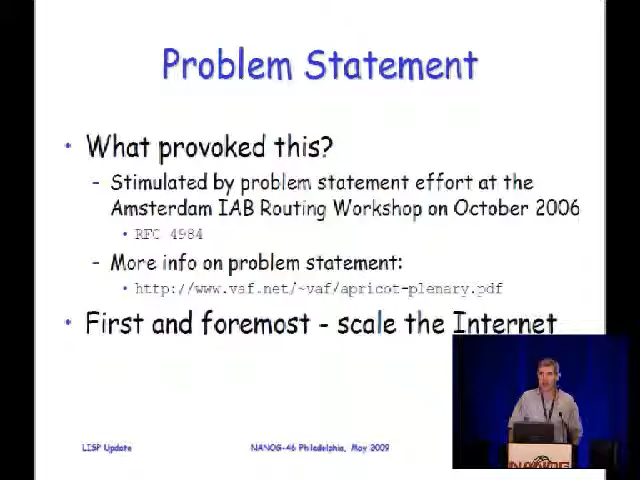 Problem Statement
• What provoked this?
– Stimulated by problem statement effort at the
Amsterdam IAB Routing Workshop on October 2006
• RFC 4984
– More info on problem statement:
• http://www.vaf.net/~vaf/apricot-plenary.pdf
• First and foremost - scale the Internet
LISP Update
NANOG-46 Philadelphia, May 2009
NANOG